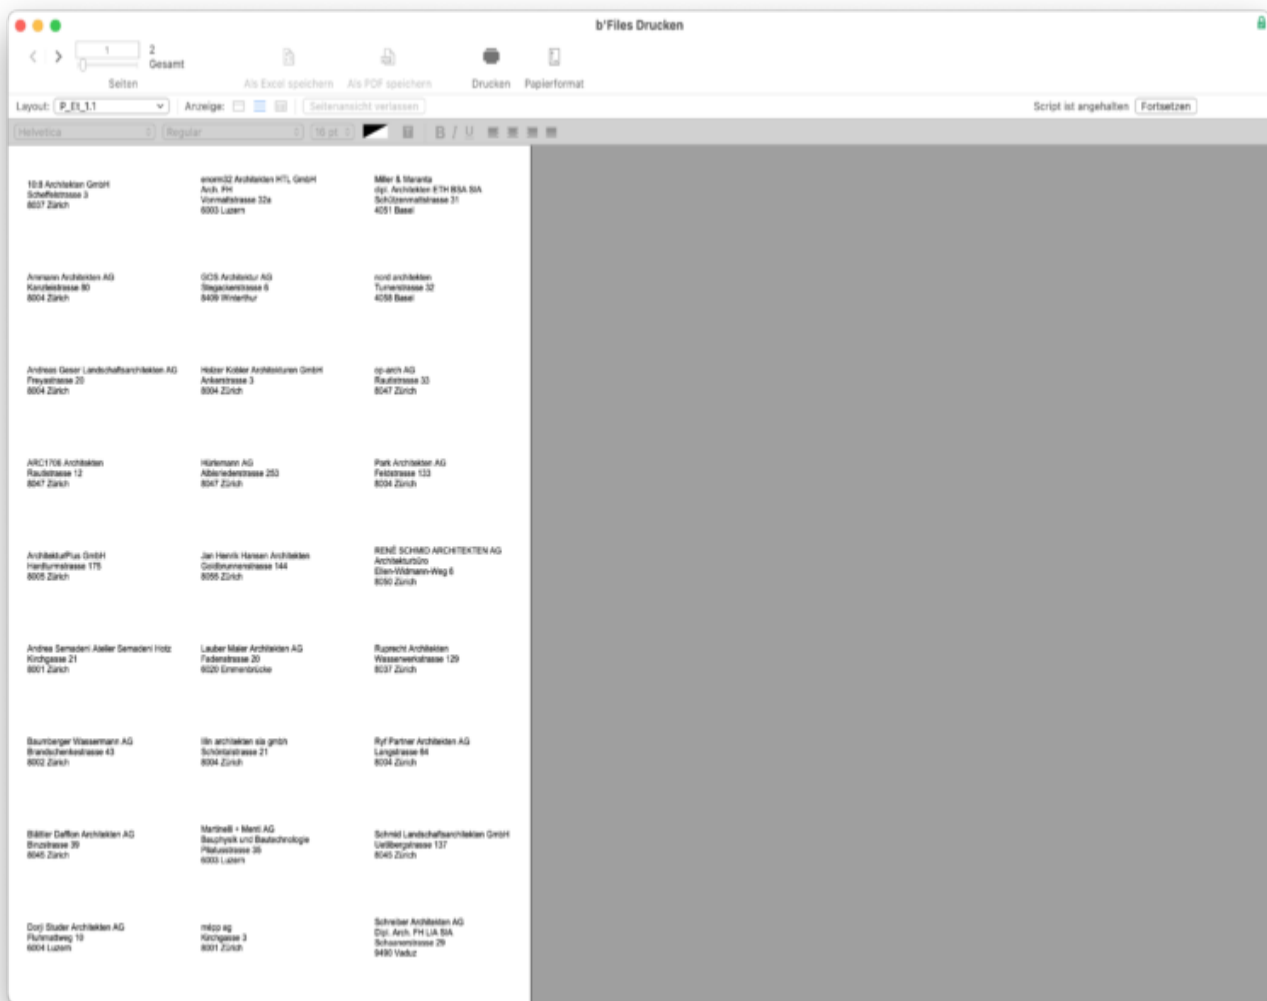 b'Files Drucken
1
2
Gesamt
Seiten
Als Excel speichern
Als PDF speichern
Drucken
Papierformat
Layout: P_Et_1.1
Anzeige:
Seitenansicht verlassen
Script ist angehalten
Fortsetzen
Helvetica
Regular
16 pt
B I U
10:8 Architekten GmbH
Scheffelstrasse 3
8037 Zürich
enorm32 Architekten HTL GmbH
Arch. FH
Vonmattstrasse 32a
6003 Luzern
Miller & Maranta
dipl. Architekten ETH BSA SIA
Schützenmattstrasse 31
4051 Basel
Ammann Architekten AG
Kanzleistrasse 80
8004 Zürich
GOS Architektur AG
Stegackerstrasse 6
8409 Winterthur
nord architekten
Turnerstrasse 32
4058 Basel
Andreas Geser Landschaftsarchitekten AG
Freyastrasse 20
8004 Zürich
Holzer Kobler Architekturen GmbH
Ankerstrasse 3
8004 Zürich
op-arch AG
Rautistrasse 33
8047 Zürich
ARC1706 Architekten
Rautistrasse 12
8047 Zürich
Hürlemann AG
Albisriederstrasse 253
8047 Zürich
Park Architekten AG
Feldstrasse 133
8004 Zürich
ArchitekturPlus GmbH
Hardturmstrasse 175
8005 Zürich
Jan Henrik Hansen Architekten
Goldbrunnenstrasse 144
8055 Zürich
RENÉ SCHMID ARCHITEKTEN AG
Architekturbüro
Ellen-Widmann-Weg 6
8050 Zürich
Andrea Semadeni Atelier Semadeni Hotz
Kirchgasse 21
8001 Zürich
Lauber Maier Architekten AG
Fadenstrasse 20
6020 Emmenbrücke
Ruprecht Architekten
Wasserwerkstrasse 129
8037 Zürich
Baumberger Wassermann AG
Brandschenkestrasse 43
8002 Zürich
architekten sia gmbh
Schöntalstrasse 21
8004 Zürich
Ryf Partner Architekten AG
Langstrasse 64
8004 Zürich
Blättler Dafflon Architekten AG
Binzstrasse 39
8045 Zürich
Martinelli + Menti AG
Bauphysik und Bautechnologie
Pilatusstrasse
6003 Luzern
Schmid Landschaftsarchitekten GmbH
Uetlibergstrasse 137
8045 Zürich
Dorji Studer Architekten AG
Fluhmattweg 10
6004 Luzern
ag
Kirchgasse 3
8001 Zürich
Schreiber Architekten AG
Dipl. Arch. FH LIA SIA
Schaanerstrasse 29
9490 Vaduz